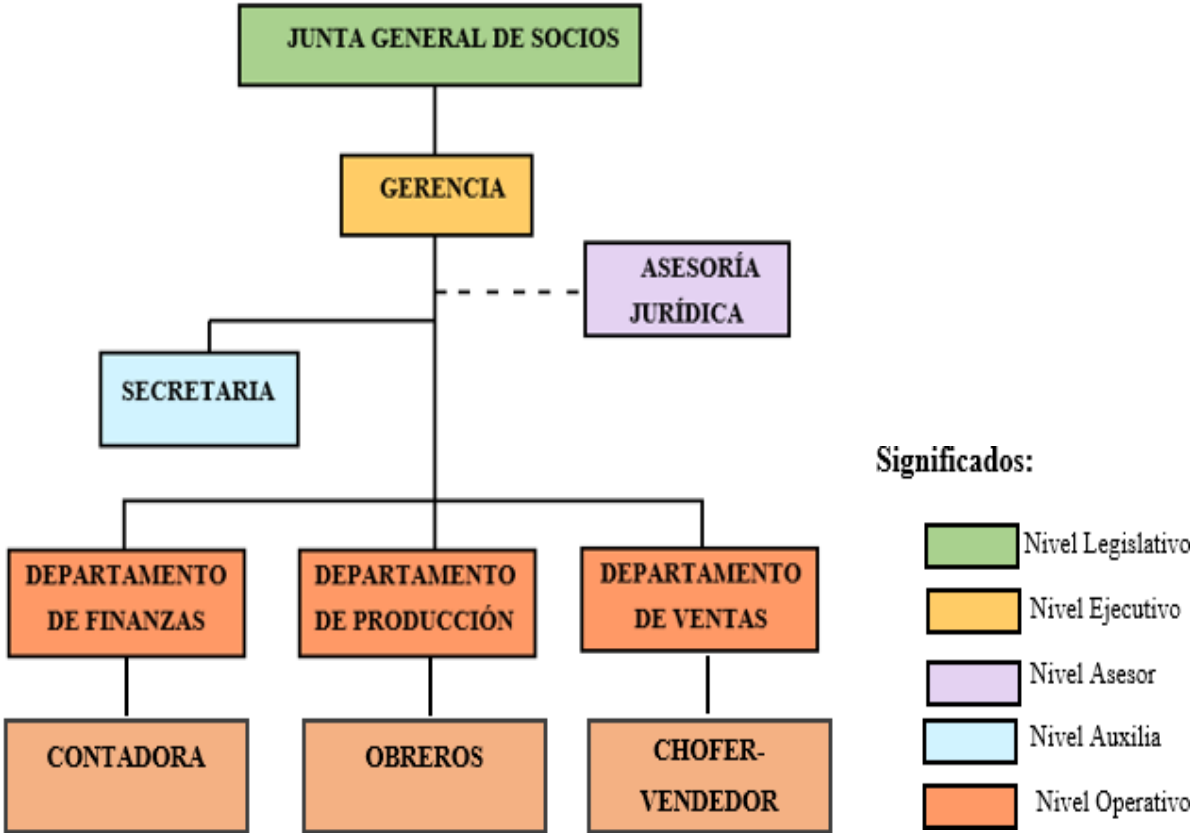 JUNTA GENERAL DE SOCIOS
GERENCIA
ASESORÍA
JURÍDICA
SECRETARIA
DEPARTAMENTO
DE FINANZAS
DEPARTAMENTO
DE PRODUCCIÓN
DEPARTAMENTO
DE VENTAS
CONTADORA
OBREROS
CHOFER-
VENDEDOR
Significados:
Nivel Legislativo
Nivel Ejecutivo
Nivel Asesor
Nivel Auxilia
Nivel Operativo